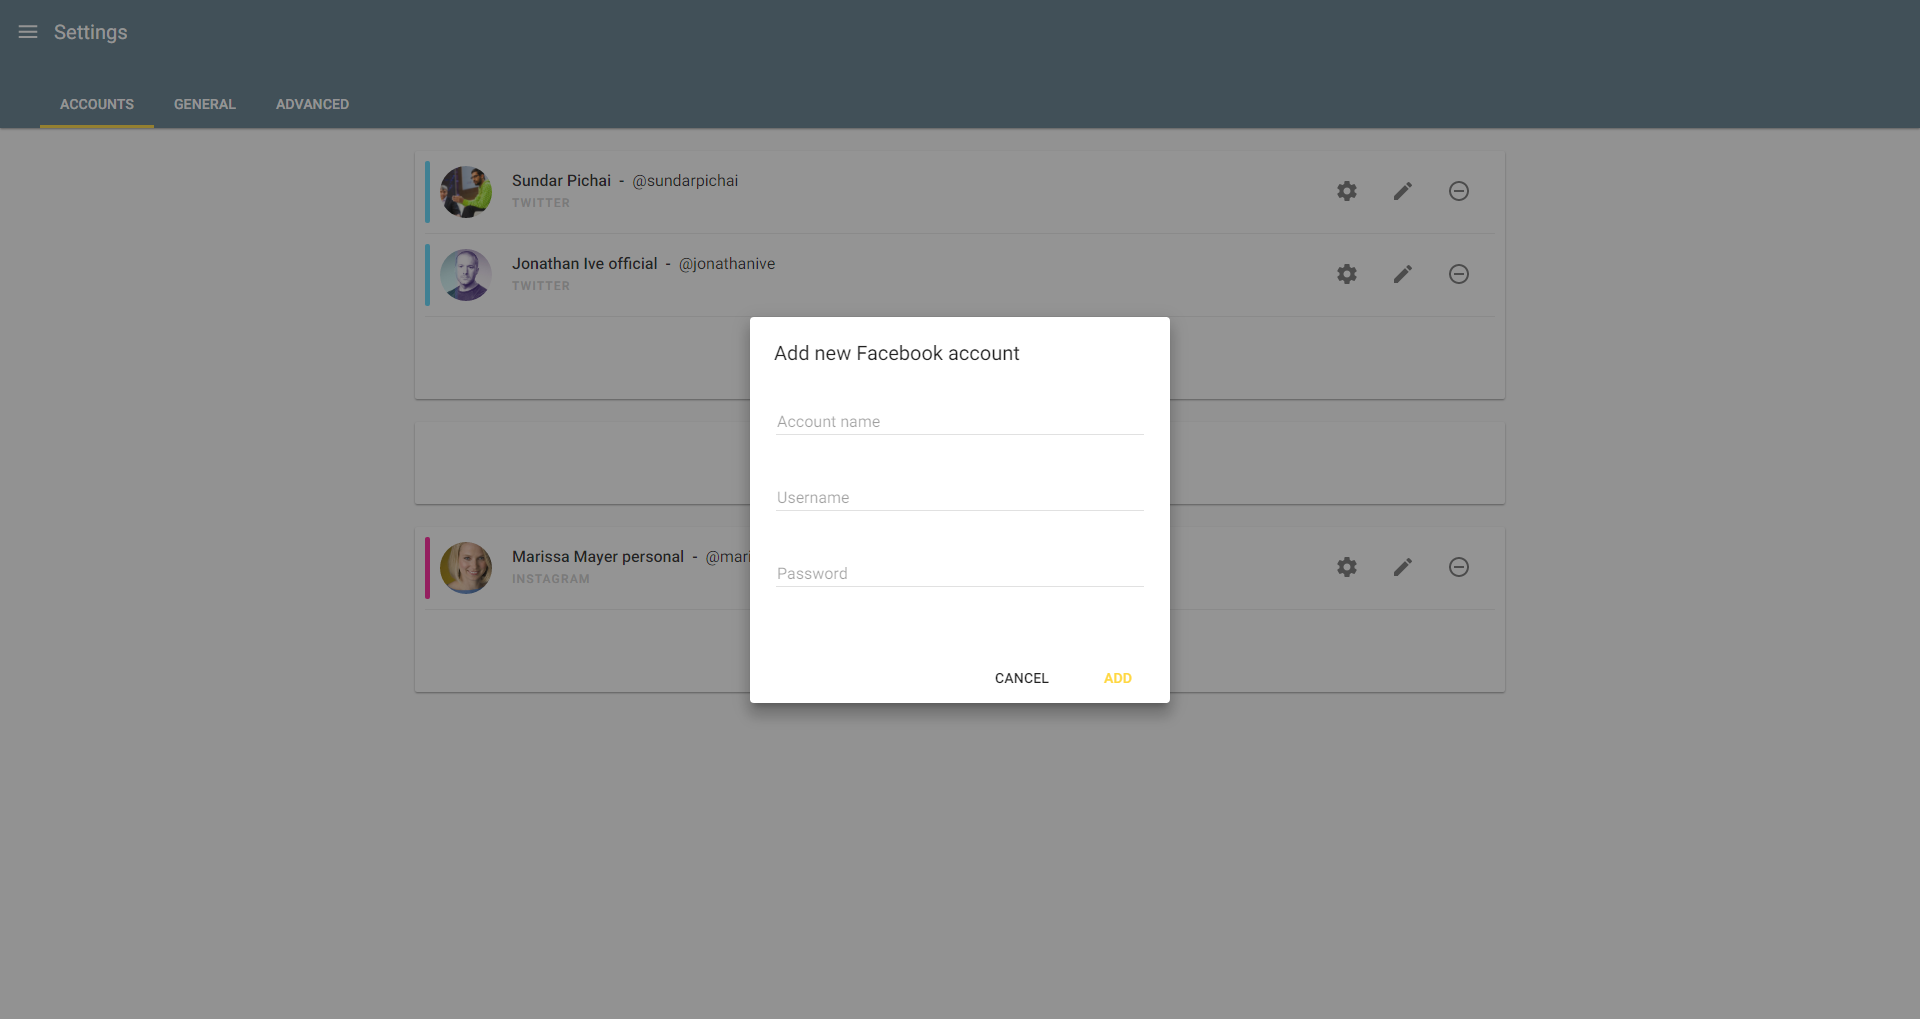 Settings
ACCOUNTS
GENERAL
ADVANCED
Sundar Pichai - @sundarpichai
TWITTER
Jonathan Ive official - @jonathanive
TWITTER
Add new Facebook account
Account name
Username
Marissa Mayer personal - @mari
INSTAGRAM
Password
CANCEL
ADD